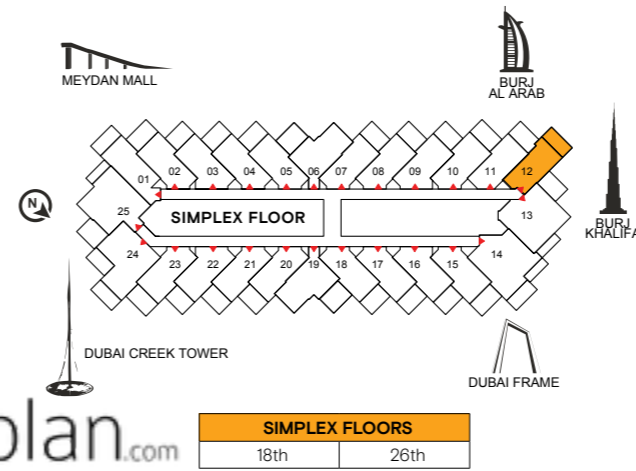 MEYDAN MALL
BURJ
AL ARAB
BURJ
KHALIFA
01 02 03 04 05 06 07 08 09 10 11 12
N
25
SIMPLEX FLOOR
13
24 23 22 21 20 19 18 17 16 15 14
DUBAI CREEK TOWER
DUBAI FRAME
plan.com
SIMPLEX FLOORS
18th 26th